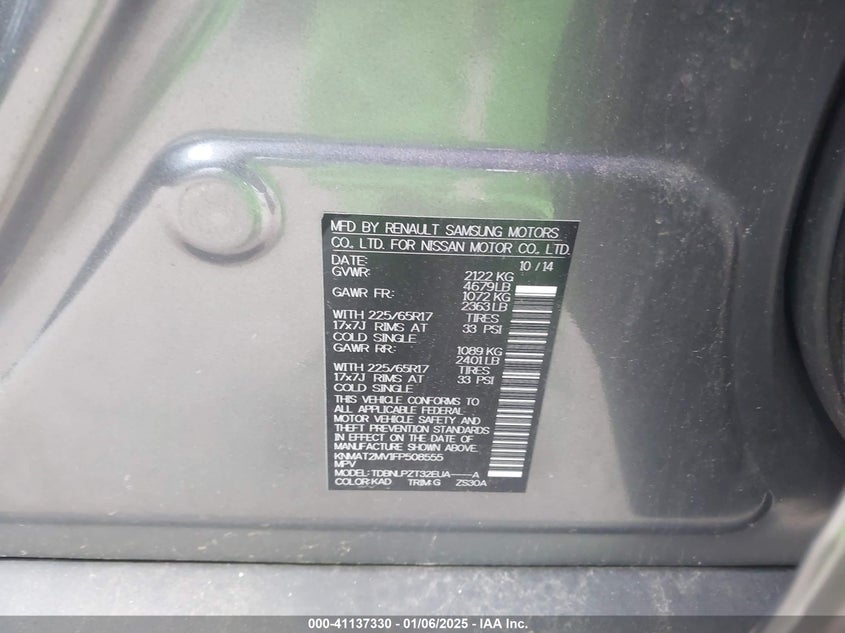 MFD BY RENAULT SAMSUNG MOTORS
CO., LTD. FOR NISSAN MOTOR CO., LTD.
DATE: 10/14
GVWR: 2122 KG
4679LB
GAWR FR: 1072 KG
2363LB
WITH 225/65R17 TIRES
17x7J RIMS AT 33 PSI
COLD SINGLE
GAWR RR: 1089 KG
2401LB
WITH 225/65R17 TIRES
17x7J RIMS AT 33 PSI
COLD SINGLE
THIS VEHICLE CONFORMS TO
ALL APPLICABLE FEDERAL
MOTOR VEHICLE SAFETY AND
THEFT PREVENTION STANDARDS
IN EFFECT ON THE DATE OF
MANUFACTURE SHOWN ABOVE.
KNMAT2MV1FP508555
MPV
MODEL:TDBNLPZT32EUA----A
COLOR:KAD TRIM:G ZS30A
000-41137330 - 01/06/2025 - IAA Inc.